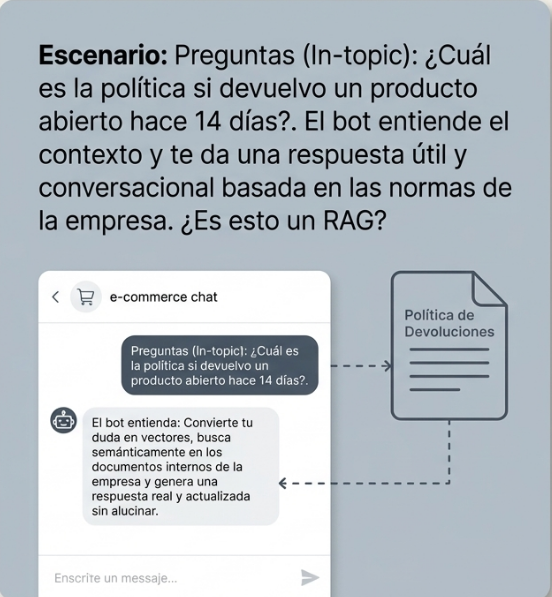 Escenario: Preguntas (In-topic): ¿Cuál
es la política si devuelvo un producto
abierto hace 14 días?. El bot entiende el
contexto y te da una respuesta útil y
conversacional basada en las normas de
la empresa. ¿Es esto un RAG?
e-commerce chat
Preguntas (In-topic): ¿Cuál es
la política si devuelvo un
producto abierto hace 14 días?.
El bot entienda: Convierte tu
duda en vectores, busca
semánticamente en los
documentos internos de la
empresa y genera una
respuesta real y actualizada
sin alucinar.
Política de
Devoluciones
Enscrite un mesaje...